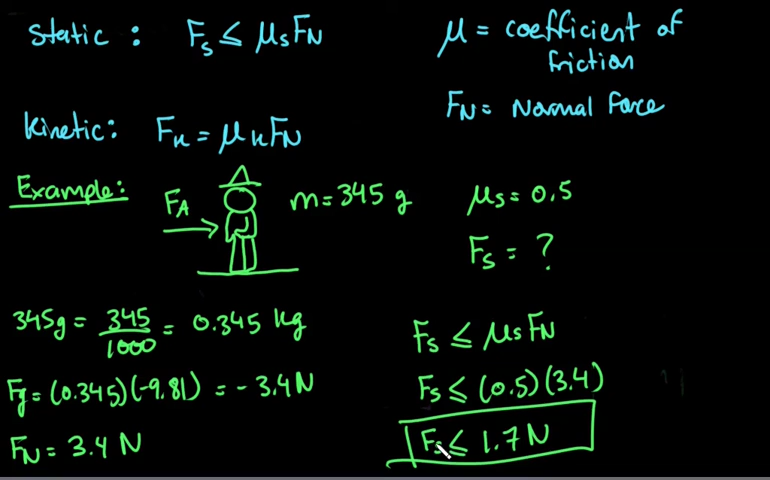 Static : Fs ≤ μsFN
μ = coefficient of
friction
FN = Normal Force
Kinetic: Fk = μkFN
Example:
FA
m = 345 g
μs = 0.5
Fs = ?
345g = 345/1000 = 0.345 Kg
Fg = (0.345)(-9.81) = - 3.4 N
FN = 3.4 N
Fs ≤ μsFN
Fs ≤ (0.5)(3.4)
Fs ≤ 1.7 N